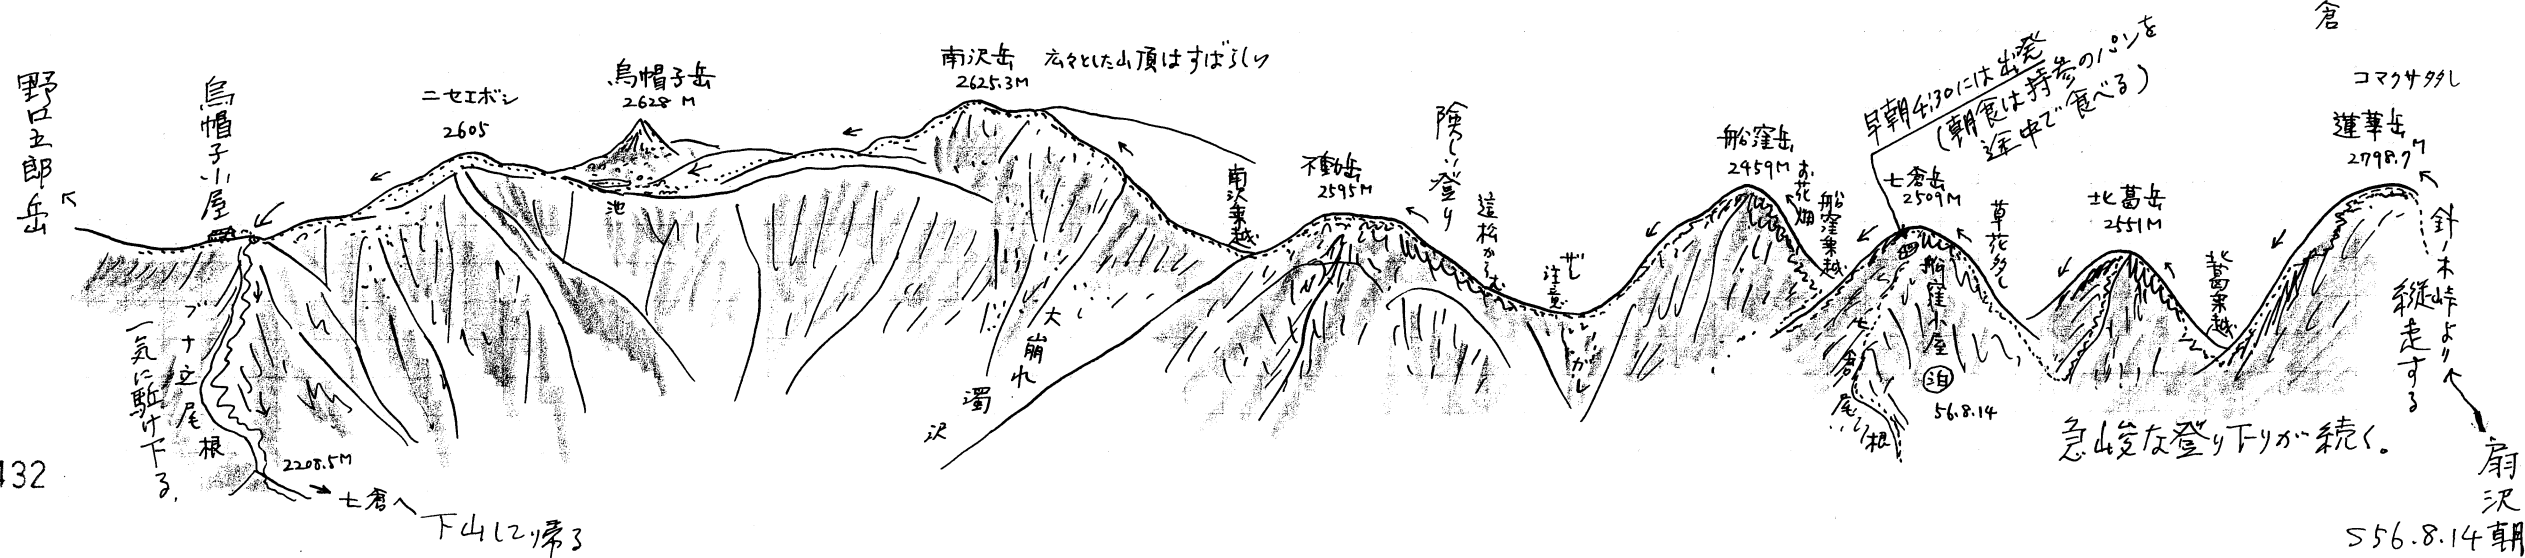 倉
コマクサタタし
蓮華岳
2798.7M
針ノ木峠より
縦走する
扇沢
S56.8.14朝
北葛乗越
北葛岳
2551M
急峻な登り下りが続く。
草花多し
七倉岳
2509M
早朝4:30には出発
(朝食は持参のパンを
途中で食べる)
船窪小屋
泊
56.8.14
七倉尾根
船窪乗越
お花畑
船窪岳
2459M
ガレ
注意
ガレ
這松からむ
険しい登り
不動岳
2595M
南沢乗越
南沢岳 広々とした山頂はすばらしい
2625.3M
大崩れ
濁沢
烏帽子岳
2628M
池
ニセエボシ
2605
烏帽子小屋
野口五郎岳
ブナ立尾根
一気に駈け下る.
2208.5M
七倉へ
下山して帰る
132